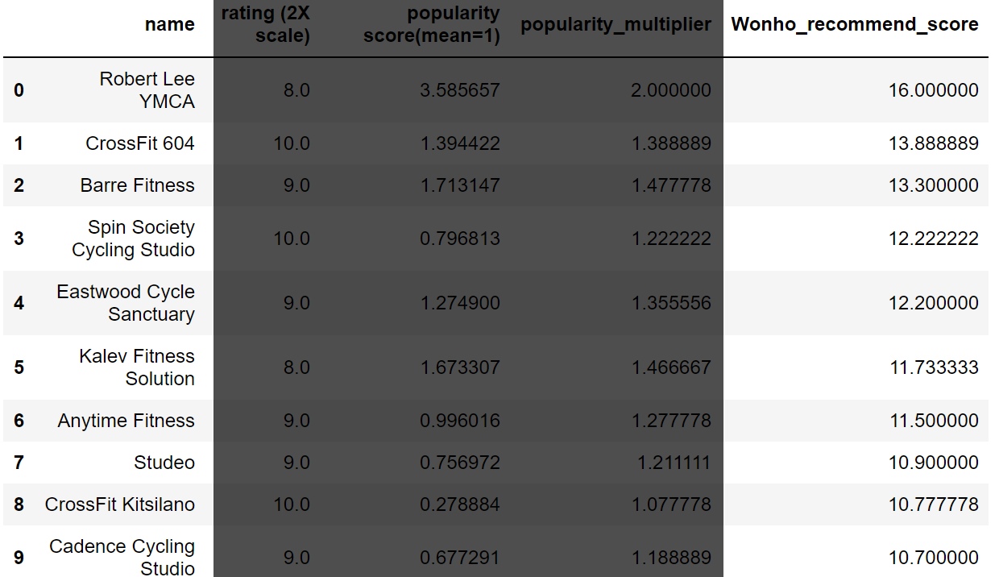 name rating (2X scale) popularity score(mean=1) popularity_multiplier Wonho_recommend_score
0 Robert Lee YMCA 8.0 3.585657 2.000000 16.000000
1 CrossFit 604 10.0 1.394422 1.388889 13.888889
2 Barre Fitness 9.0 1.713147 1.477778 13.300000
3 Spin Society Cycling Studio 10.0 0.796813 1.222222 12.222222
4 Eastwood Cycle Sanctuary 9.0 1.274900 1.355556 12.200000
5 Kalev Fitness Solution 8.0 1.673307 1.466667 11.733333
6 Anytime Fitness 9.0 0.996016 1.277778 11.500000
7 Studeo 9.0 0.756972 1.211111 10.900000
8 CrossFit Kitsilano 10.0 0.278884 1.077778 10.777778
9 Cadence Cycling Studio 9.0 0.677291 1.188889 10.700000